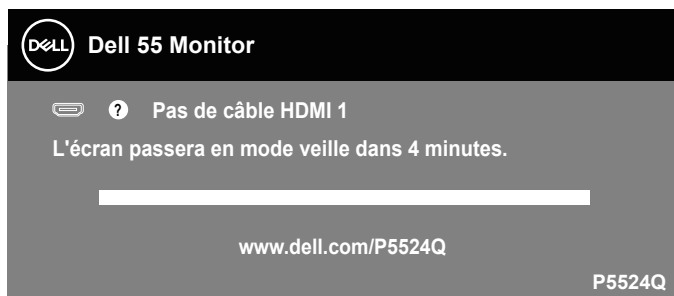 DELL Dell 55 Monitor
? Pas de câble HDMI 1
L'écran passera en mode veille dans 4 minutes.
www.dell.com/P5524Q
P5524Q